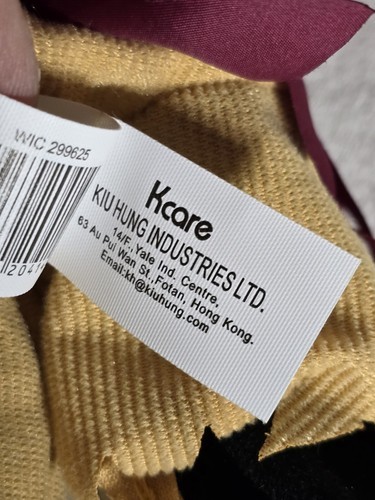 WIC 299625
Kcare
KIU HUNG INDUSTRIES LTD.
14/F.,Yale Ind. Centre,
63 Au Pui Wan St.,Fotan, Hong Kong.
Email:kh@kiuhung.com